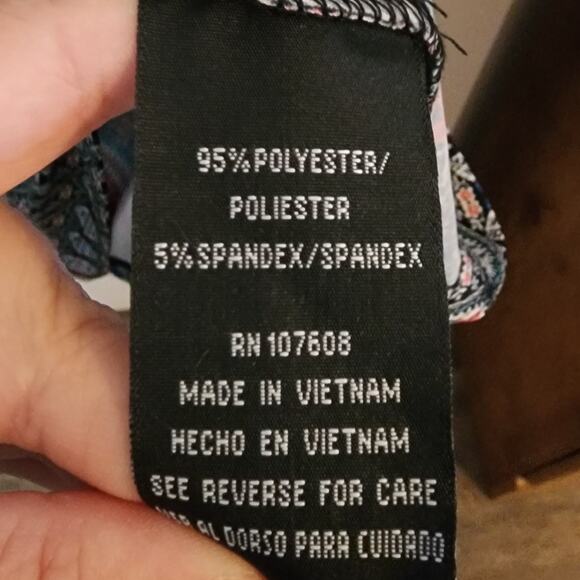 95% POLYESTER/
POLIESTER
5% SPANDEX/SPANDEX
RN 107608
MADE IN VIETNAM
HECHO EN VIETNAM
SEE REVERSE FOR CARE
VER AL DORSO PARA CUIDADO